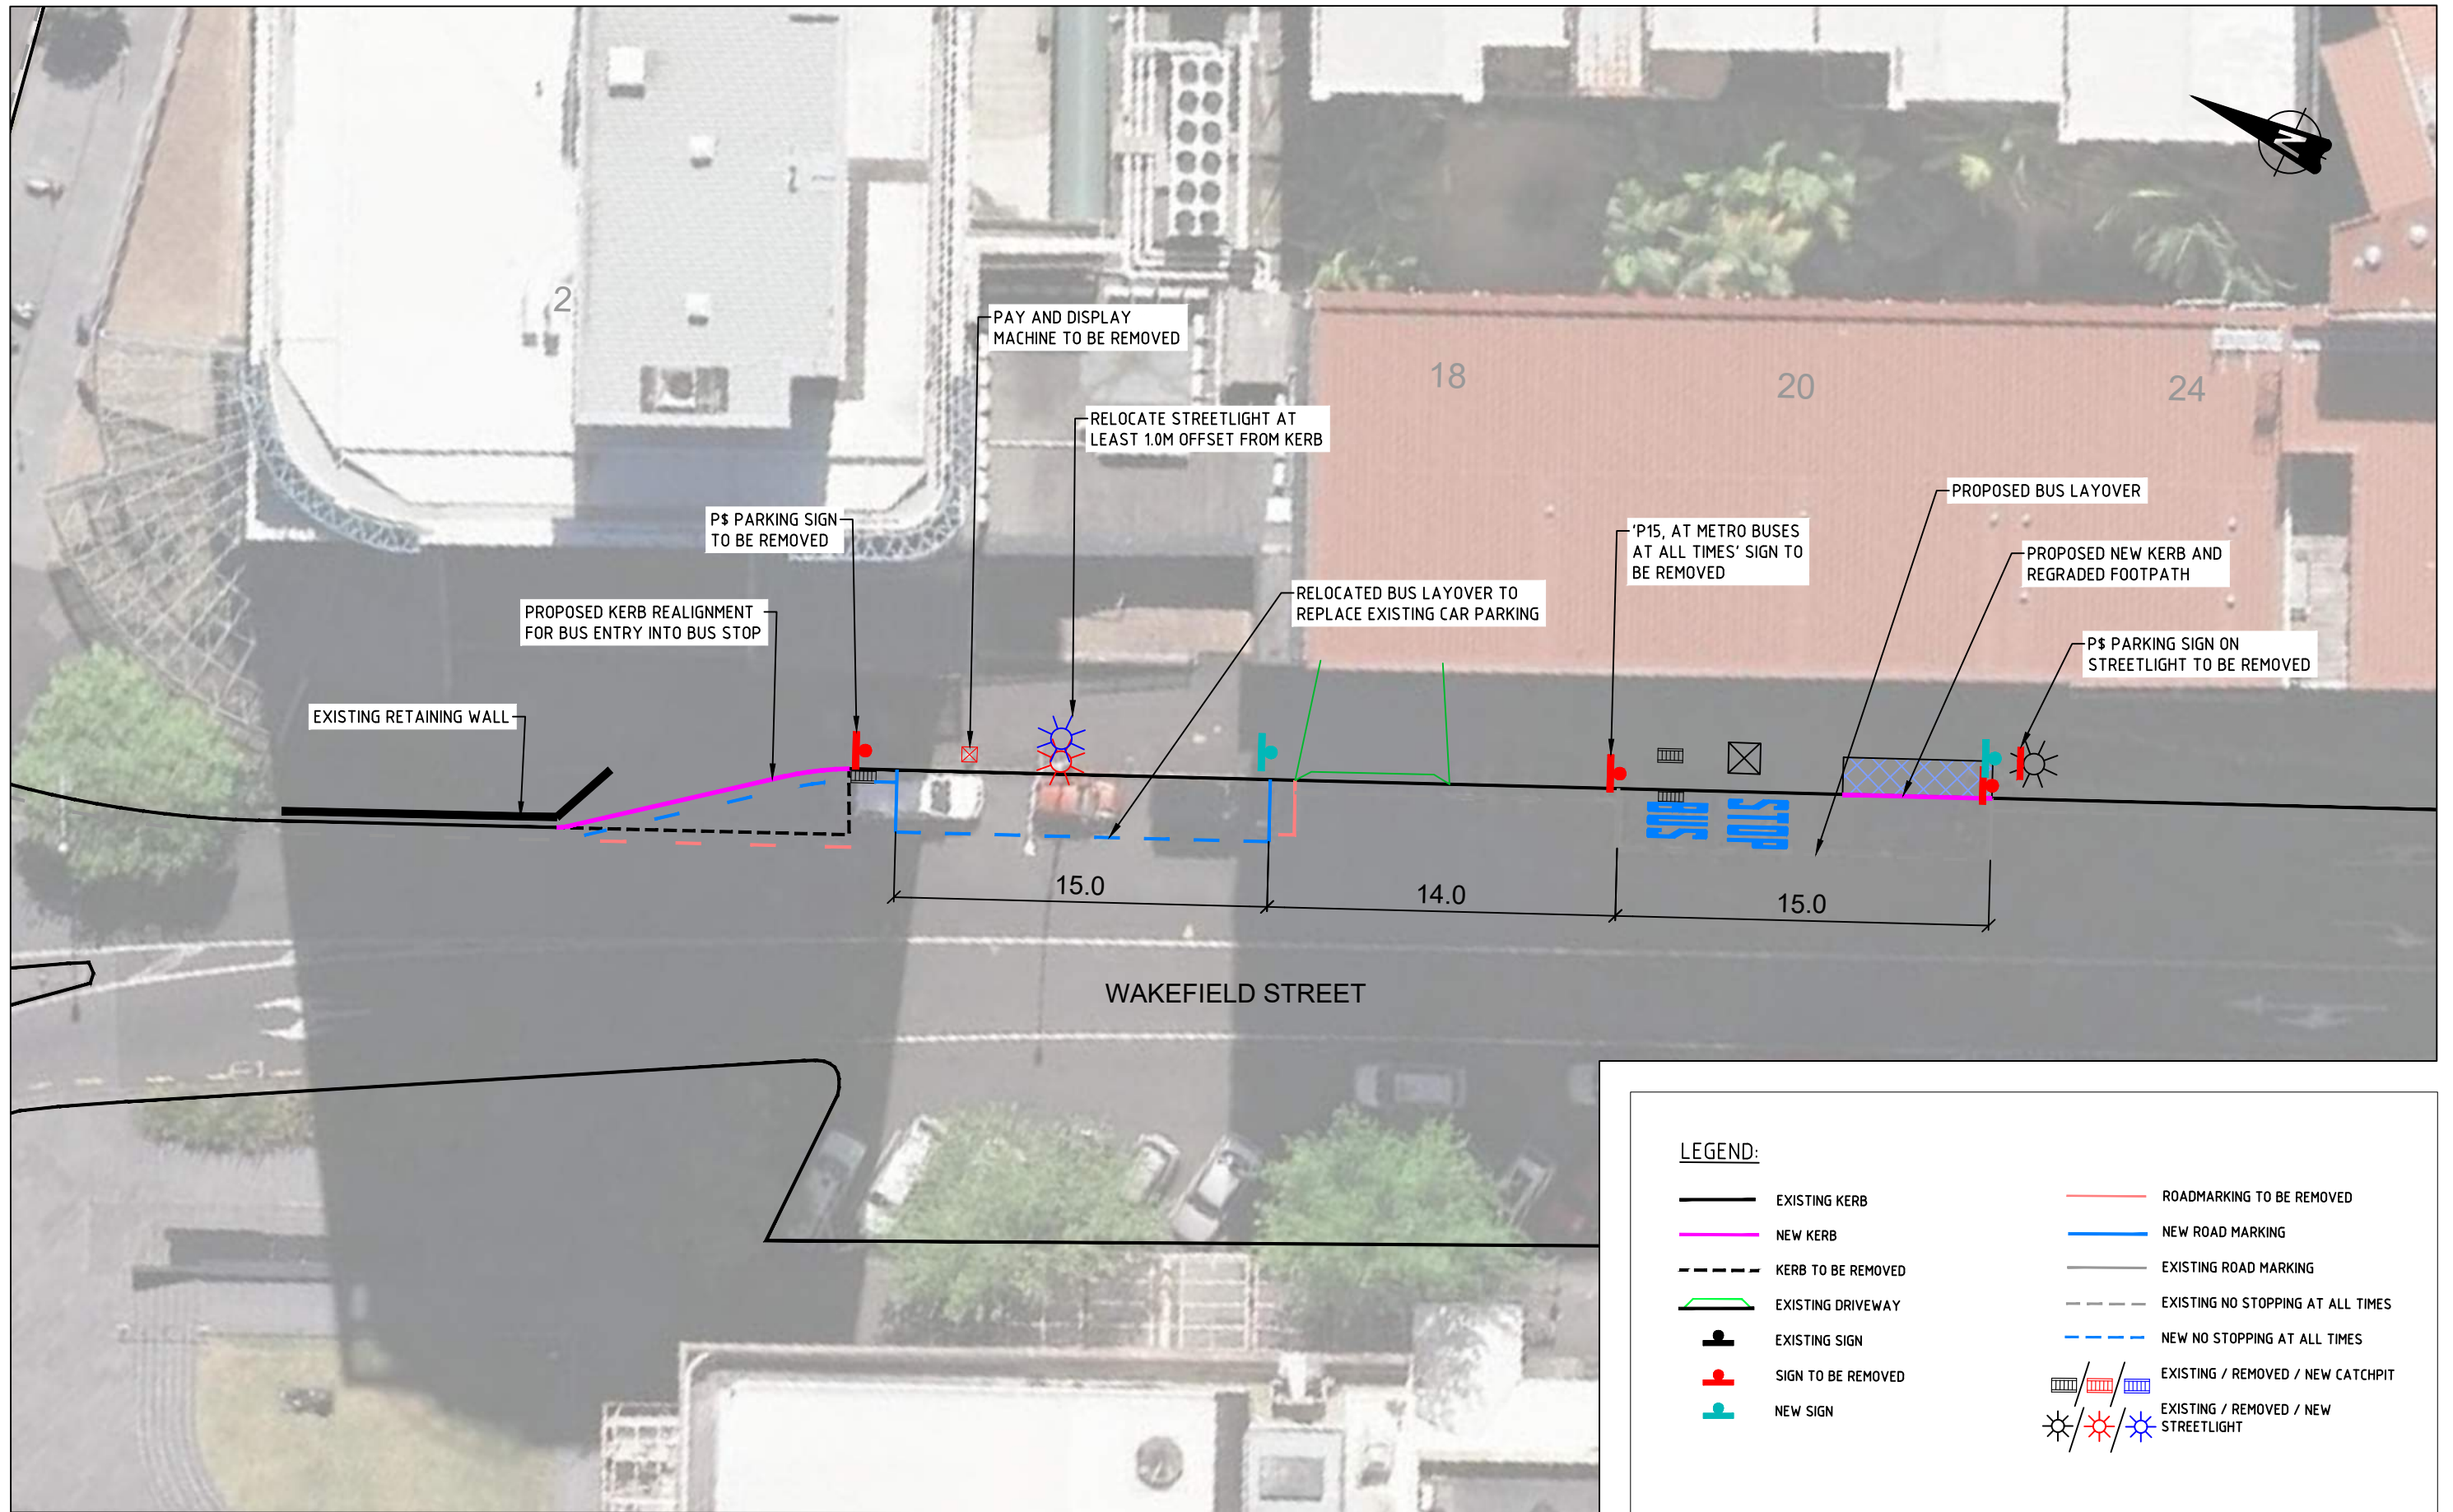 N
2
PAY AND DISPLAY
MACHINE TO BE REMOVED
18
20
24
RELOCATE STREETLIGHT AT
LEAST 1.0M OFFSET FROM KERB
PROPOSED BUS LAYOVER
P$ PARKING SIGN
TO BE REMOVED
'P15, AT METRO BUSES
AT ALL TIMES' SIGN TO
BE REMOVED
PROPOSED NEW KERB AND
REGRADED FOOTPATH
RELOCATED BUS LAYOVER TO
REPLACE EXISTING CAR PARKING
PROPOSED KERB REALIGNMENT
FOR BUS ENTRY INTO BUS STOP
P$ PARKING SIGN ON
STREETLIGHT TO BE REMOVED
EXISTING RETAINING WALL
BUS
STOP
15.0
14.0
15.0
WAKEFIELD STREET
LEGEND:
EXISTING KERB
NEW KERB
KERB TO BE REMOVED
EXISTING DRIVEWAY
EXISTING SIGN
SIGN TO BE REMOVED
NEW SIGN
ROADMARKING TO BE REMOVED
NEW ROAD MARKING
EXISTING ROAD MARKING
EXISTING NO STOPPING AT ALL TIMES
NEW NO STOPPING AT ALL TIMES
EXISTING / REMOVED / NEW CATCHPIT
EXISTING / REMOVED / NEW
STREETLIGHT